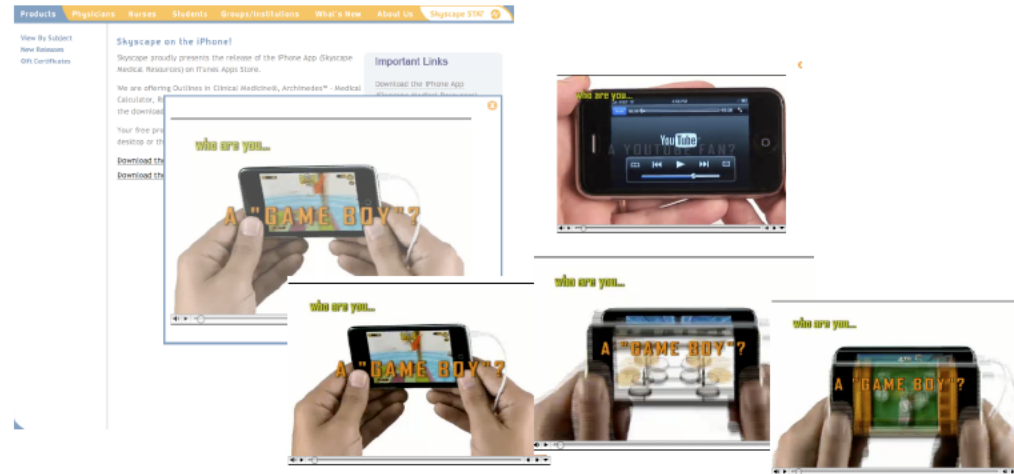 Products Physicians Nurses Students Groups/Institutions What's New About Us Skyscape STAT
View By Subject
New Releases
Gift Certificates
Skyscape on the iPhone!
Skyscape proudly presents the release of the iPhone App (Skyscape
Medical Resources) on iTunes Apps Store.
We are offering Outlines in Clinical Medicine®, Archimedes™ - Medical
Calculator,
the download
Your free
desktop or
Download the
Download the
Important Links
Download the iPhone App
who are you...
A "GAME BOY"?
who are you...
YouTube
A YOUTUBE FAN?
who are you...
A "GAME BOY"?
who are you...
A "GAME BOY"?
who are you...
A "GAME BOY"?